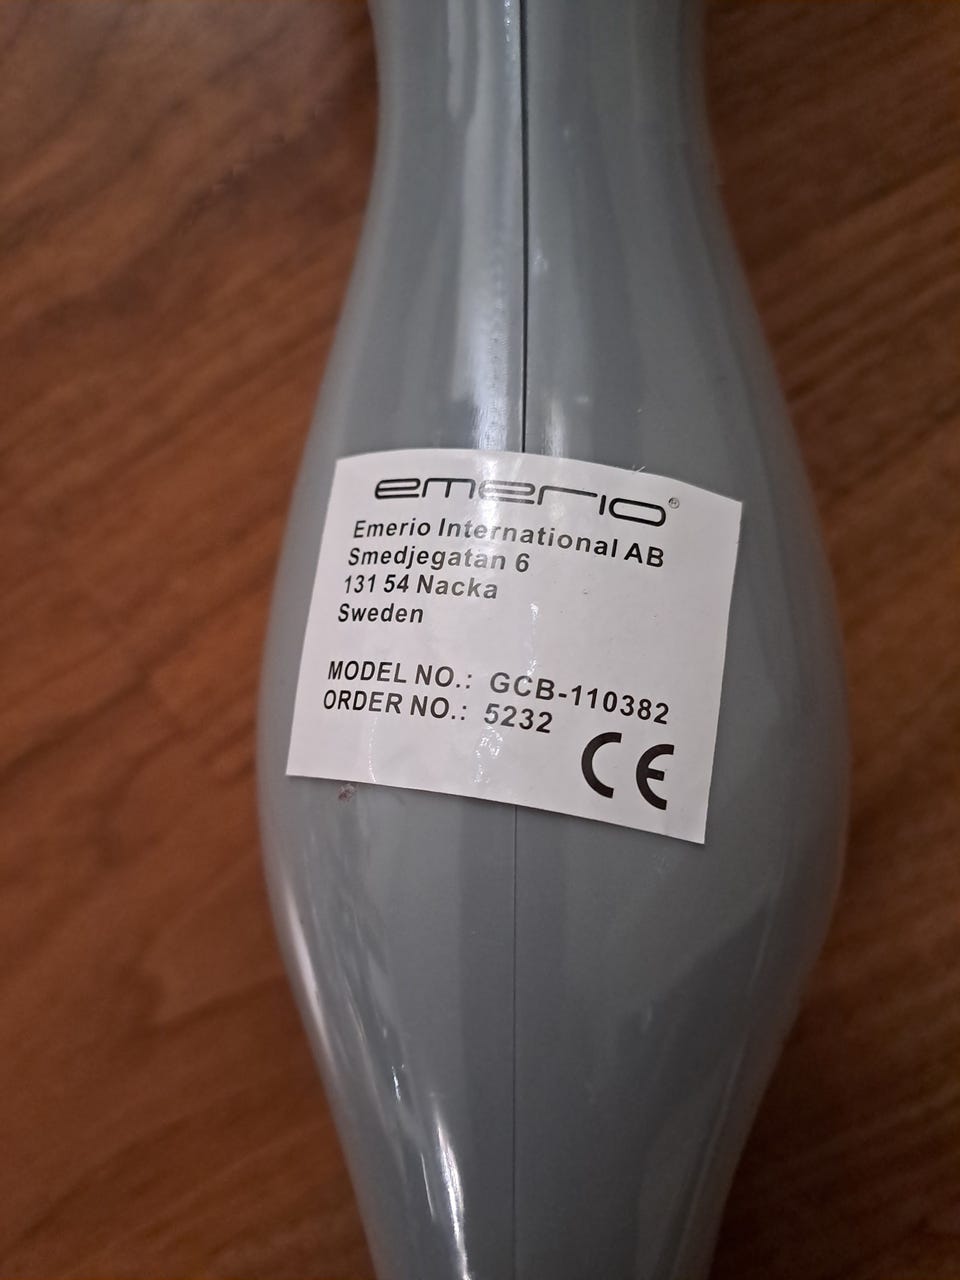 emerio®
Emerio International AB
Smedjegatan 6
131 54 Nacka
Sweden
MODEL NO.: GCB-110382
ORDER NO.: 5232
CE